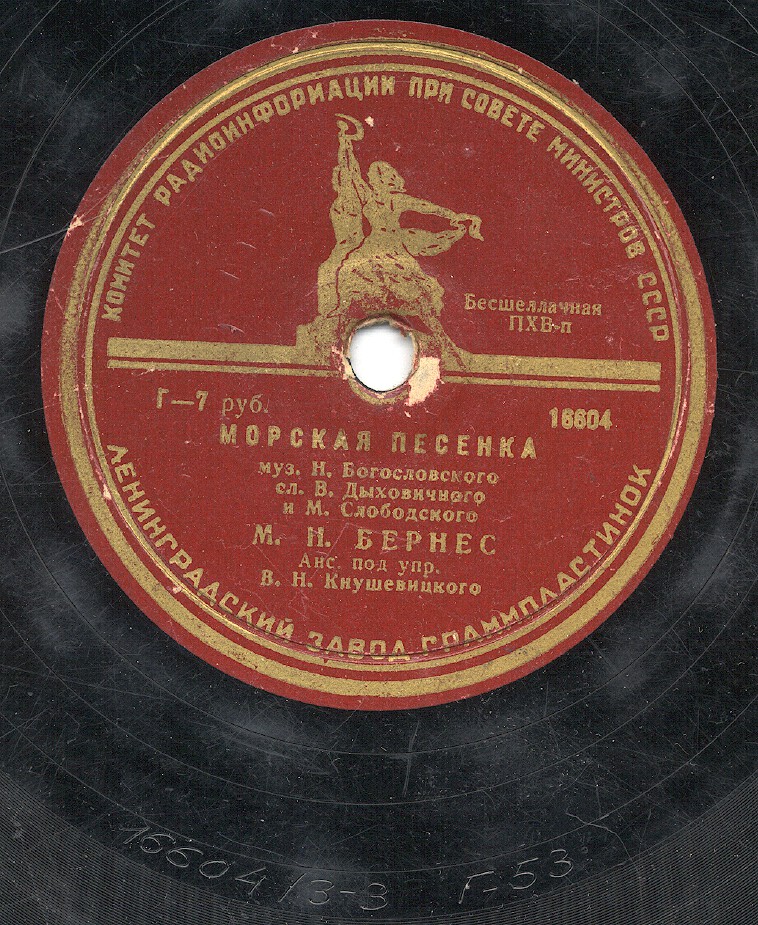 КОМИТЕТ РАДИОИНФОРМАЦИИ ПРИ СОВЕТЕ МИНИСТРОВ СССР
Бесшеллачная
ПХВ-п
Г—7 руб.
16604
МОРСКАЯ ПЕСЕНКА
муз. Н. Богословского
сл. В. Дыховичного
и М. Слободского
М. Н. БЕРНЕС
Анс. под упр.
В. Н. Кнушевицкого
ЛЕНИНГРАДСКИЙ ЗАВОД ГРАММПЛАСТИНОК
16604/3-3 Г-53